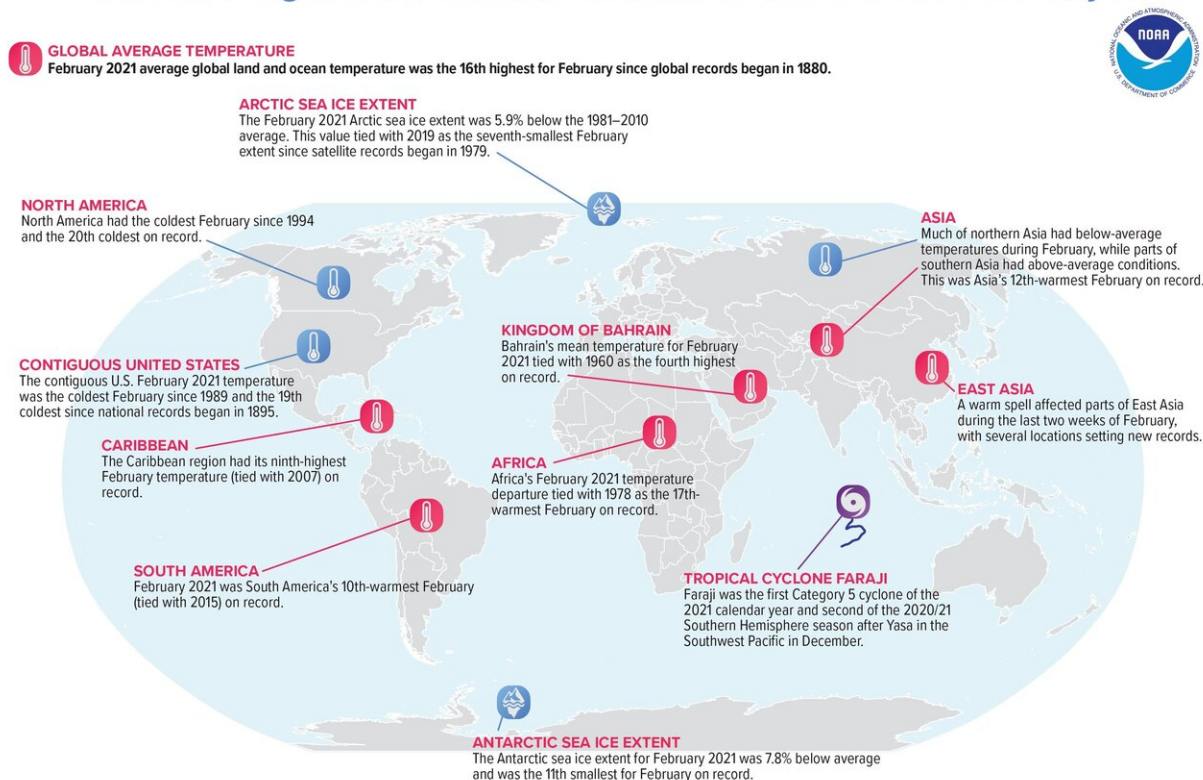 GLOBAL AVERAGE TEMPERATURE
February 2021 average global land and ocean temperature was the 16th highest for February since global records began in 1880.
NATIONAL OCEANIC AND ATMOSPHERIC ADMINISTRATION
NOAA
U.S. DEPARTMENT OF COMMERCE
ARCTIC SEA ICE EXTENT
The February 2021 Arctic sea ice extent was 5.9% below the 1981–2010
average. This value tied with 2019 as the seventh-smallest February
extent since satellite records began in 1979.
NORTH AMERICA
North America had the coldest February since 1994
and the 20th coldest on record.
ASIA
Much of northern Asia had below-average
temperatures during February, while parts of
southern Asia had above-average conditions.
This was Asia's 12th-warmest February on record.
KINGDOM OF BAHRAIN
Bahrain's mean temperature for February
2021 tied with 1960 as the fourth highest
on record.
CONTIGUOUS UNITED STATES
The contiguous U.S. February 2021 temperature
was the coldest February since 1989 and the 19th
coldest since national records began in 1895.
EAST ASIA
A warm spell affected parts of East Asia
during the last two weeks of February,
with several locations setting new records.
CARIBBEAN
The Caribbean region had its ninth-highest
February temperature (tied with 2007) on
record.
AFRICA
Africa's February 2021 temperature
departure tied with 1978 as the 17th-
warmest February on record.
SOUTH AMERICA
February 2021 was South America's 10th-warmest February
(tied with 2015) on record.
TROPICAL CYCLONE FARAJI
Faraji was the first Category 5 cyclone of the
2021 calendar year and second of the 2020/21
Southern Hemisphere season after Yasa in the
Southwest Pacific in December.
ANTARCTIC SEA ICE EXTENT
The Antarctic sea ice extent for February 2021 was 7.8% below average
and was the 11th smallest for February on record.